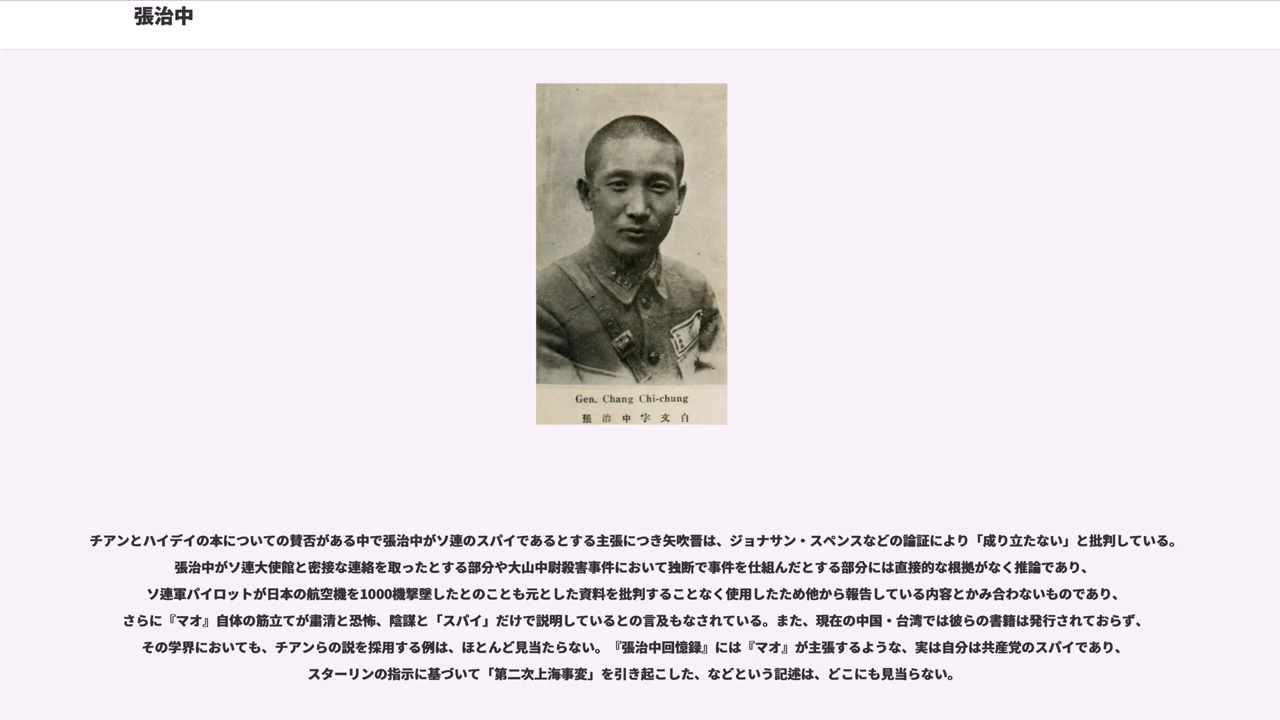 張治中
Gen. Chang Chi-chung
張治中字文白
チアンとハイデイの本についての賛否がある中で張治中がソ連のスパイであるとする主張につき矢吹晋は、ジョナサン・スペンスなどの論証により「成り立たない」と批判している。
張治中がソ連大使館と密接な連絡を取ったとする部分や大山中尉殺害事件において独断で事件を仕組んだとする部分には直接的な根拠がなく推論であり、
ソ連軍パイロットが日本の航空機を1000機撃墜したとのことも元とした資料を批判することなく使用したため他から報告している内容とかみ合わないものであり、
さらに『マオ』自体の筋立てが粛清と恐怖、陰謀と「スパイ」だけで説明しているとの言及もなされている。また、現在の中国・台湾では彼らの書籍は発行されておらず、
その学界においても、チアンらの説を採用する例は、ほとんど見当たらない。『張治中回憶録』には『マオ』が主張するような、実は自分は共産党のスパイであり、
スターリンの指示に基づいて「第二次上海事変」を引き起こした、などという記述は、どこにも見当らない。